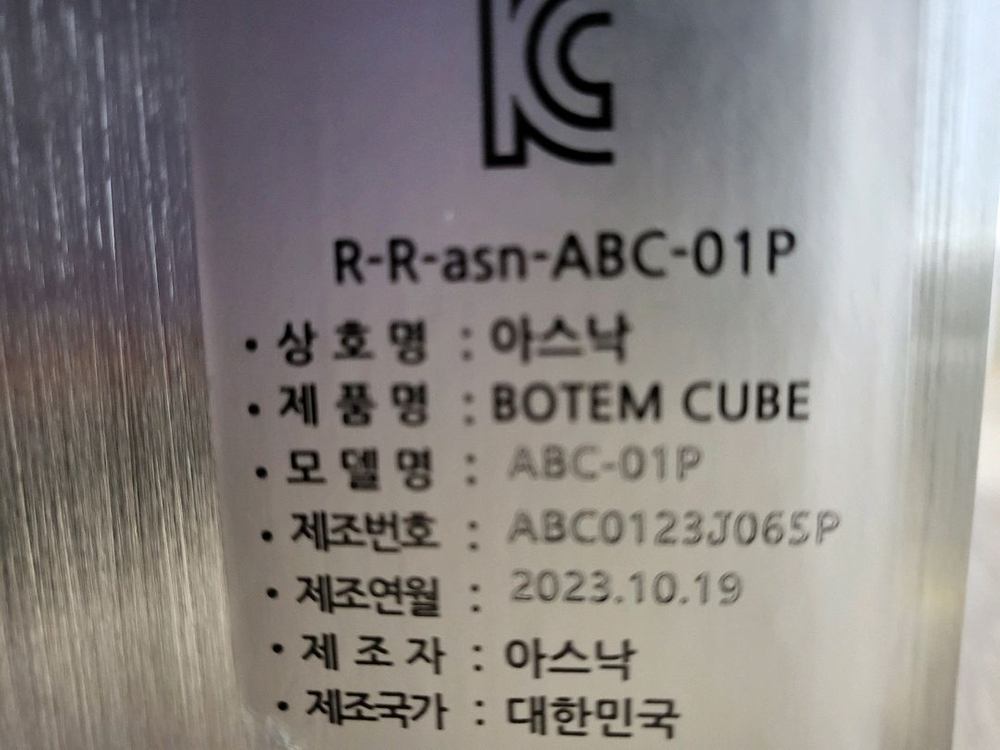 KC
R-R-asn-ABC-01P
• 상호명 : 아스낙
• 제품명 : BOTEM CUBE
• 모델명 : ABC-01P
• 제조번호 : ABC0123J065P
• 제조연월 : 2023.10.19
• 제조자 : 아스낙
• 제조국가 : 대한민국